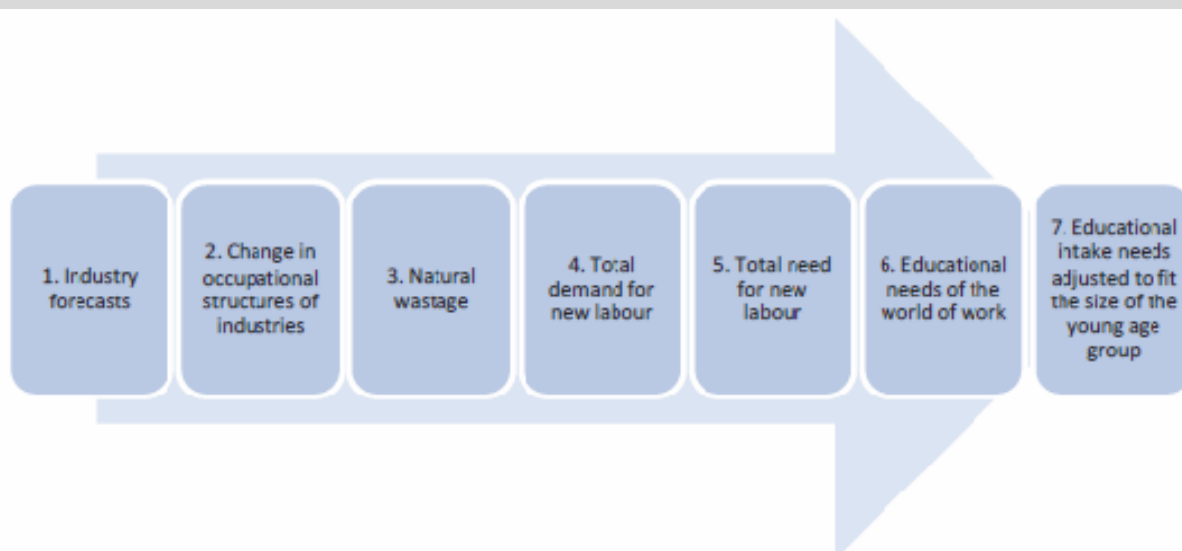 1. Industry
forecasts
2. Change in
occupational
structures of
industries
3. Natural
wastage
4. Total
demand for
new labour
5. Total need
for new
labour
6. Educational
needs of the
world of work
7. Educational
intake needs
adjusted to fit
the size of the
young age
group